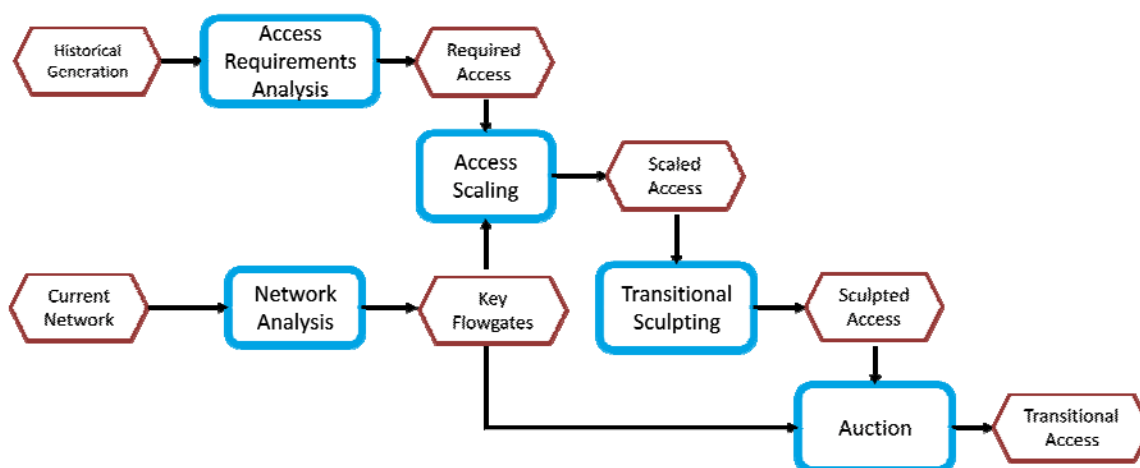 Historical
Generation
Access
Requirements
Analysis
Required
Access
Access
Scaling
Scaled
Access
Current
Network
Network
Analysis
Key
Flowgates
Transitional
Sculpting
Sculpted
Access
Auction
Transitional
Access